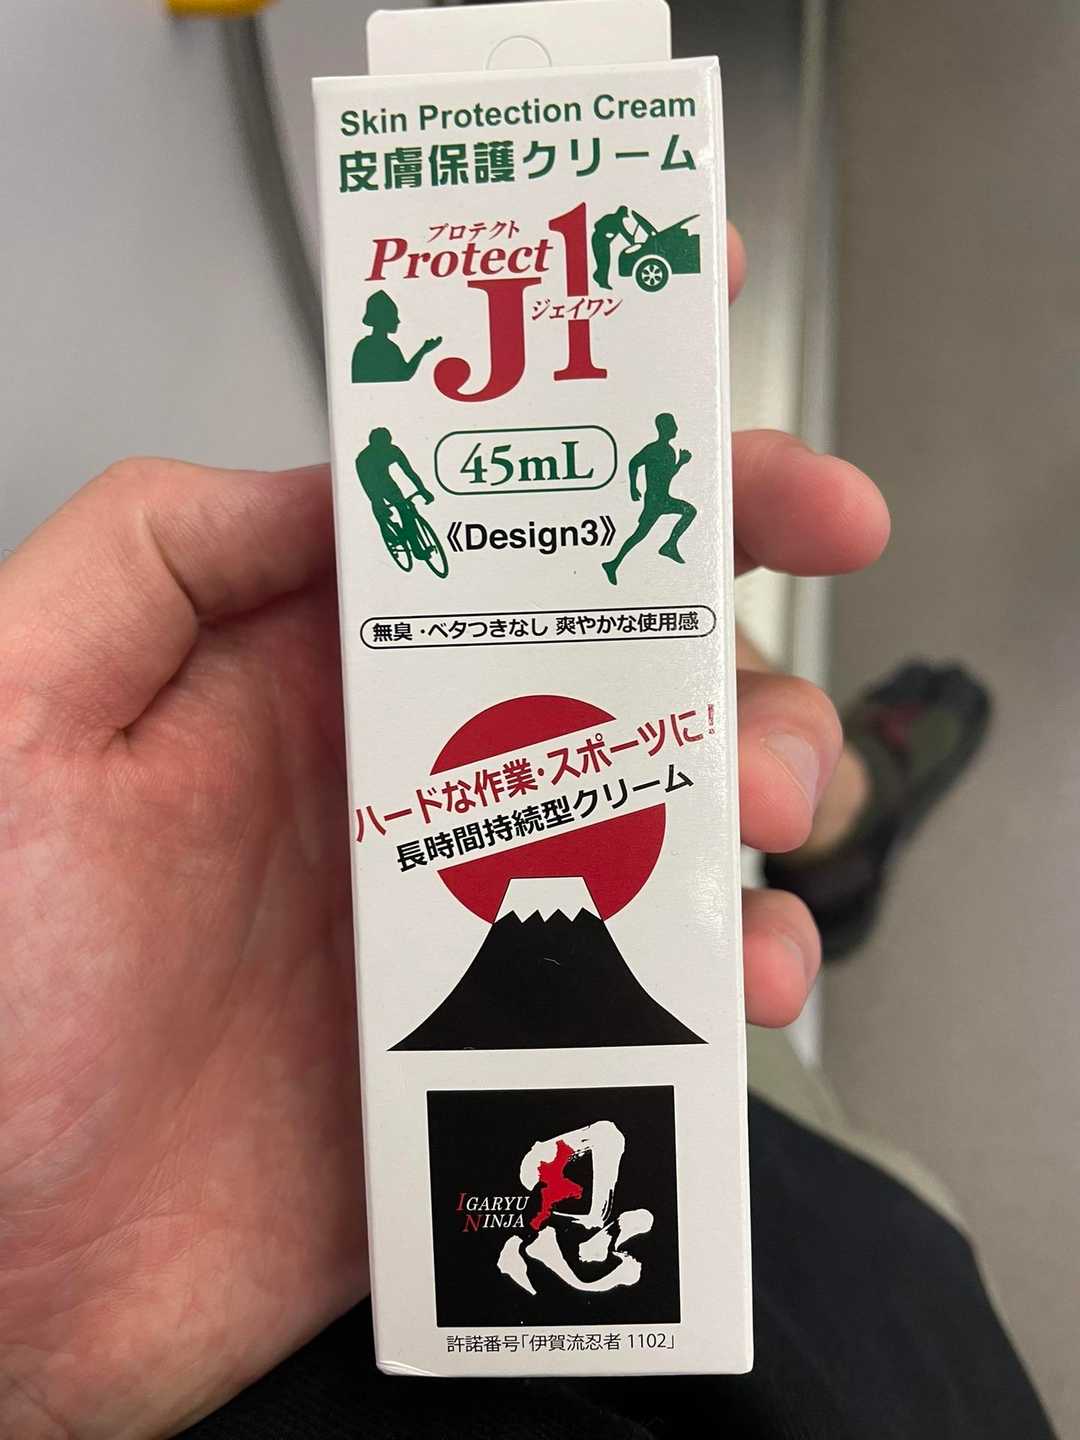 Skin Protection Cream
皮膚保護クリーム
プロテクト
Protect
J1
ジェイワン
45mL
《Design3》
無臭・ベタつきなし 爽やかな使用感
ハードな作業・スポーツに!
長時間持続型クリーム
忍
IGARYU
NINJA
許諾番号「伊賀流忍者 1102」